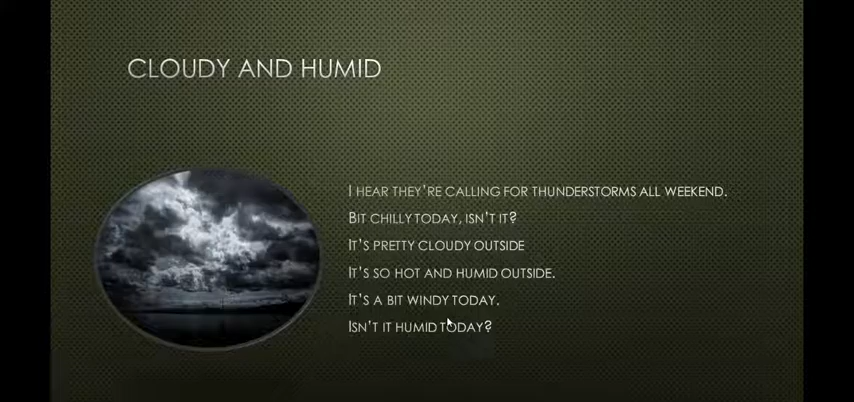 CLOUDY AND HUMID
I HEAR THEY'RE CALLING FOR THUNDERSTORMS ALL WEEKEND.
BIT CHILLY TODAY, ISN'T IT?
IT'S PRETTY CLOUDY OUTSIDE
IT'S SO HOT AND HUMID OUTSIDE.
IT'S A BIT WINDY TODAY.
ISN'T IT HUMID TODAY?